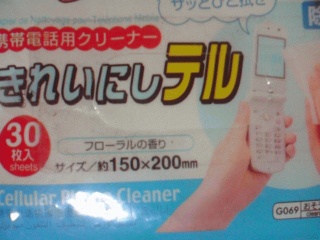 サッとひと拭き
携帯電話用クリーナー
きれいにしテル
30
枚入
sheets
フローラルの香り
サイズ/約150×200mm
Cellular Phone Cleaner
G069